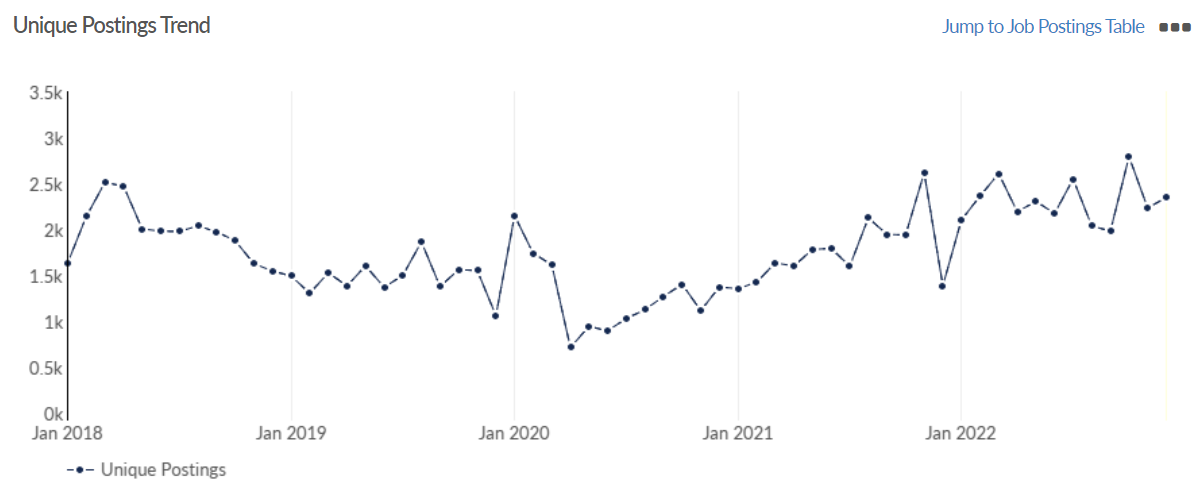 Unique Postings Trend
Jump to Job Postings Table
3.5k
3k
2.5k
2k
1.5k
1k
0.5k
0k
Jan 2018 Jan 2019 Jan 2020 Jan 2021 Jan 2022
Unique Postings